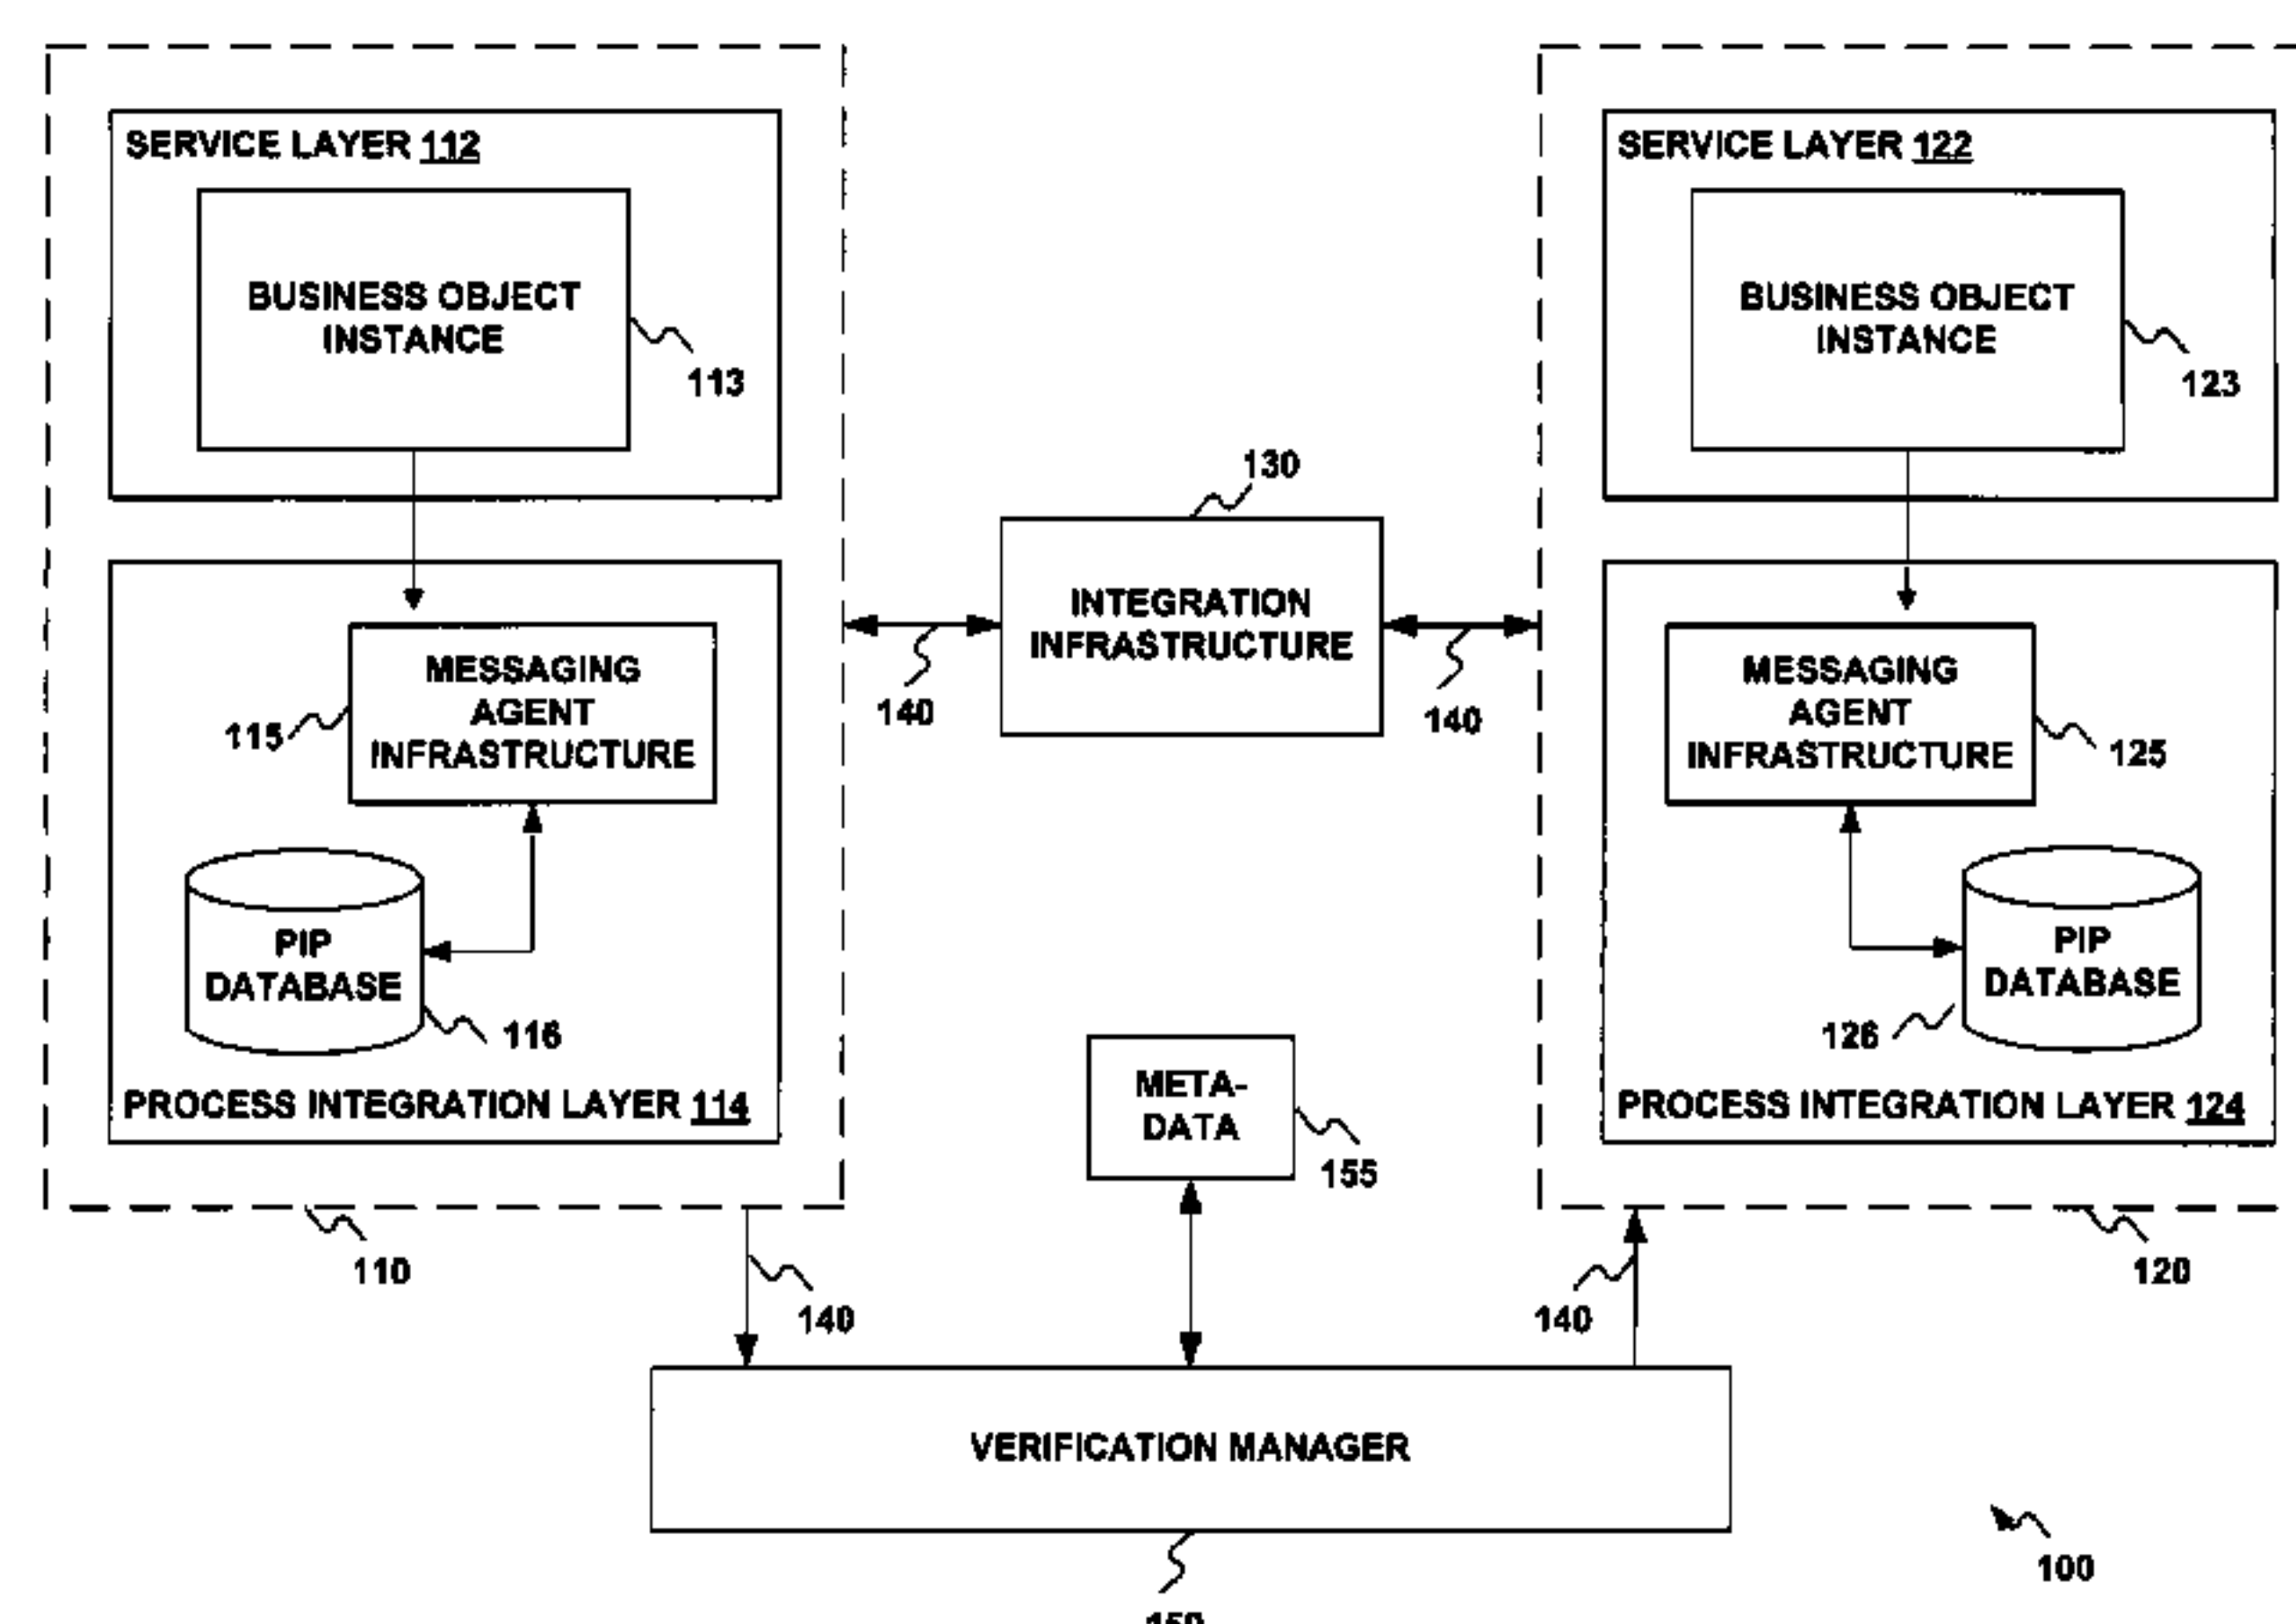 SERVICE LAYER 112
BUSINESS OBJECT
INSTANCE
113
MESSAGING
AGENT
INFRASTRUCTURE
115
PIP
DATABASE
116
PROCESS INTEGRATION LAYER 114
110
130
INTEGRATION
INFRASTRUCTURE
140
140
META-
DATA
155
SERVICE LAYER 122
BUSINESS OBJECT
INSTANCE
123
MESSAGING
AGENT
INFRASTRUCTURE
125
PIP
DATABASE
126
PROCESS INTEGRATION LAYER 124
120
140
140
VERIFICATION MANAGER
150
100